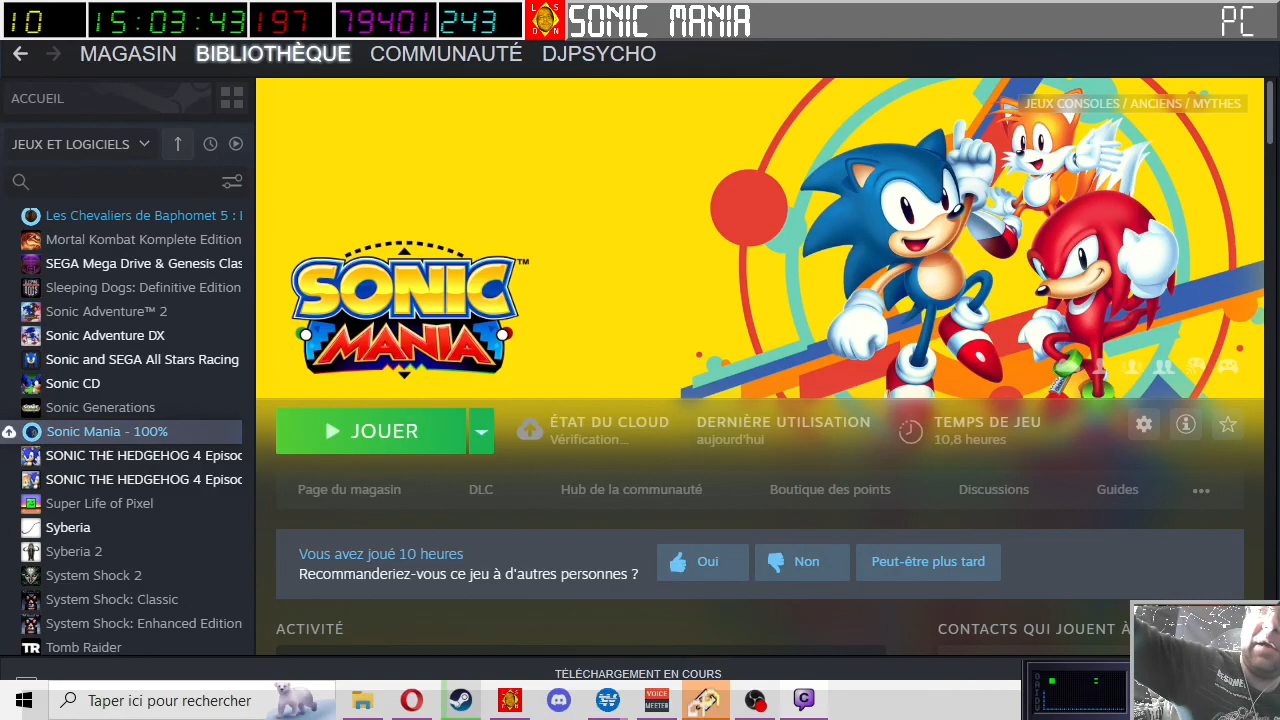 10 15:03:43 197 79401 243 LSDN SONIC MANIA PC
MAGASIN BIBLIOTHÈQUE COMMUNAUTÉ DJPSYCHO
ACCUEIL
JEUX CONSOLES / ANCIENS / MYTHES
JEUX ET LOGICIELS
Les Chevaliers de Baphomet 5 :
Mortal Kombat Komplete Edition
SEGA Mega Drive & Genesis Clas
Sleeping Dogs: Definitive Edition
Sonic Adventure™ 2
Sonic Adventure DX
Sonic and SEGA All Stars Racing
Sonic CD
Sonic Generations
Sonic Mania - 100%
SONIC THE HEDGEHOG 4 Episo
SONIC THE HEDGEHOG 4 Episo
Super Life of Pixel
Syberia
Syberia 2
System Shock 2
System Shock: Classic
System Shock: Enhanced Edition
TR Tomb Raider
SONIC ™
MANIA
JOUER
ÉTAT DU CLOUD
Vérification...
DERNIÈRE UTILISATION
aujourd'hui
TEMPS DE JEU
10,8 heures
Page du magasin DLC Hub de la communauté Boutique des points Discussions Guides
Vous avez joué 10 heures
Recommanderiez-vous ce jeu à d'autres personnes ?
Oui Non Peut-être plus tard
ACTIVITÉ
CONTACTS QUI JOUENT À
TÉLÉCHARGEMENT EN COURS
Taper ici pour rechercher
VOICE
MEETER